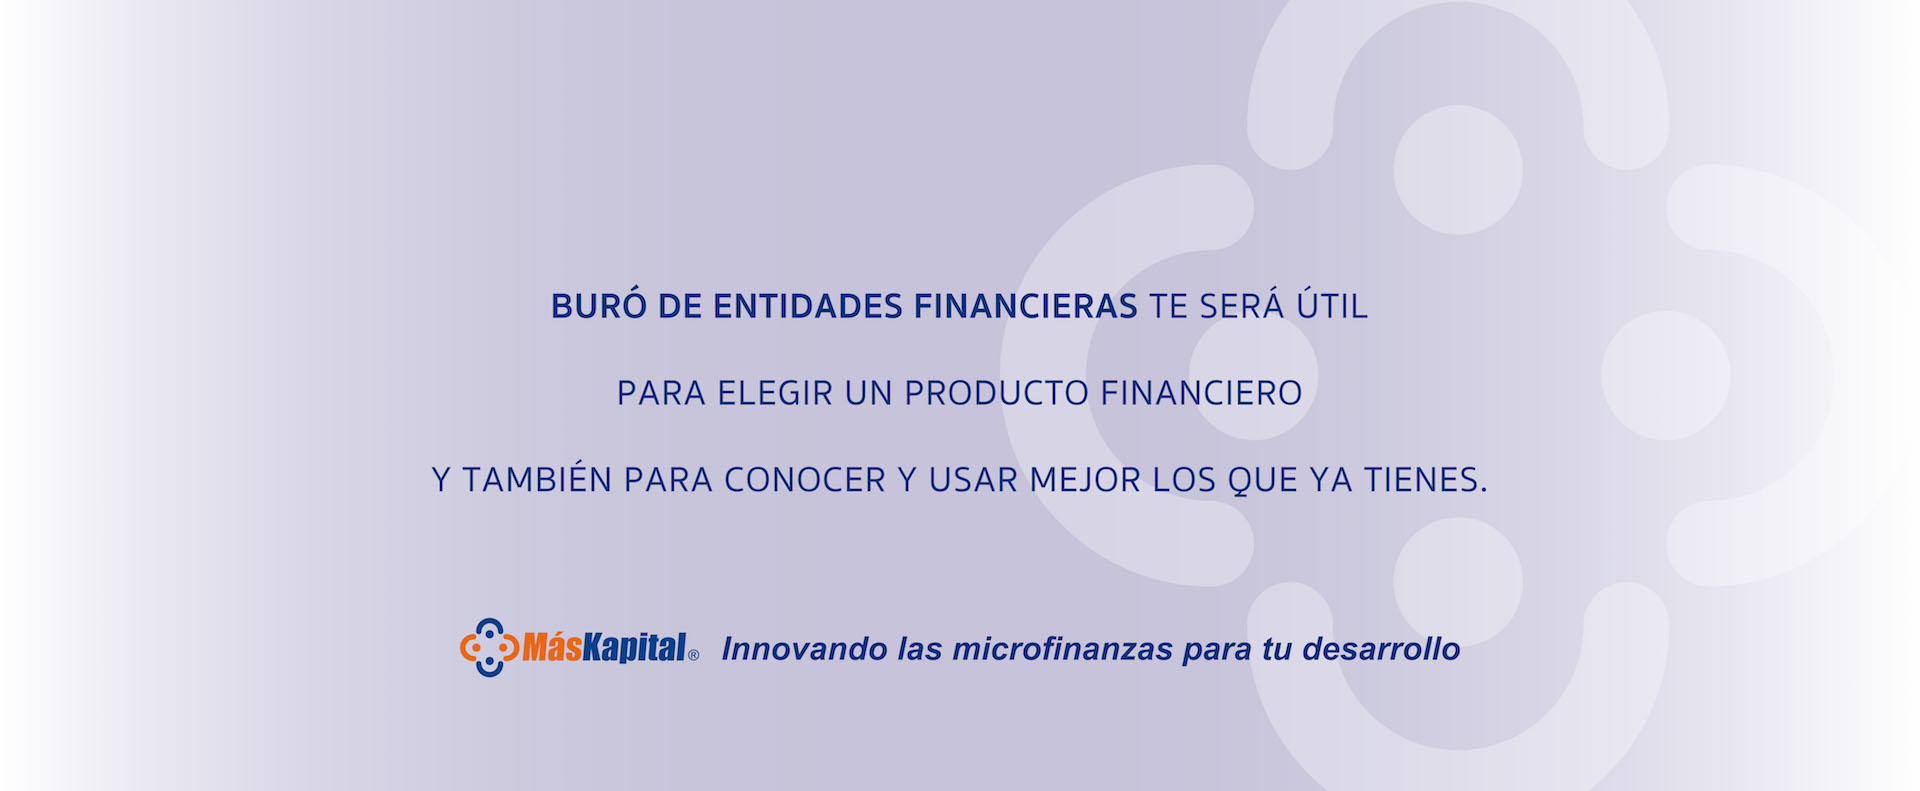 BURÓ DE ENTIDADES FINANCIERAS TE SERÁ ÚTIL
PARA ELEGIR UN PRODUCTO FINANCIERO
Y TAMBIÉN PARA CONOCER Y USAR MEJOR LOS QUE YA TIENES.
MásKapital® Innovando las microfinanzas para tu desarrollo